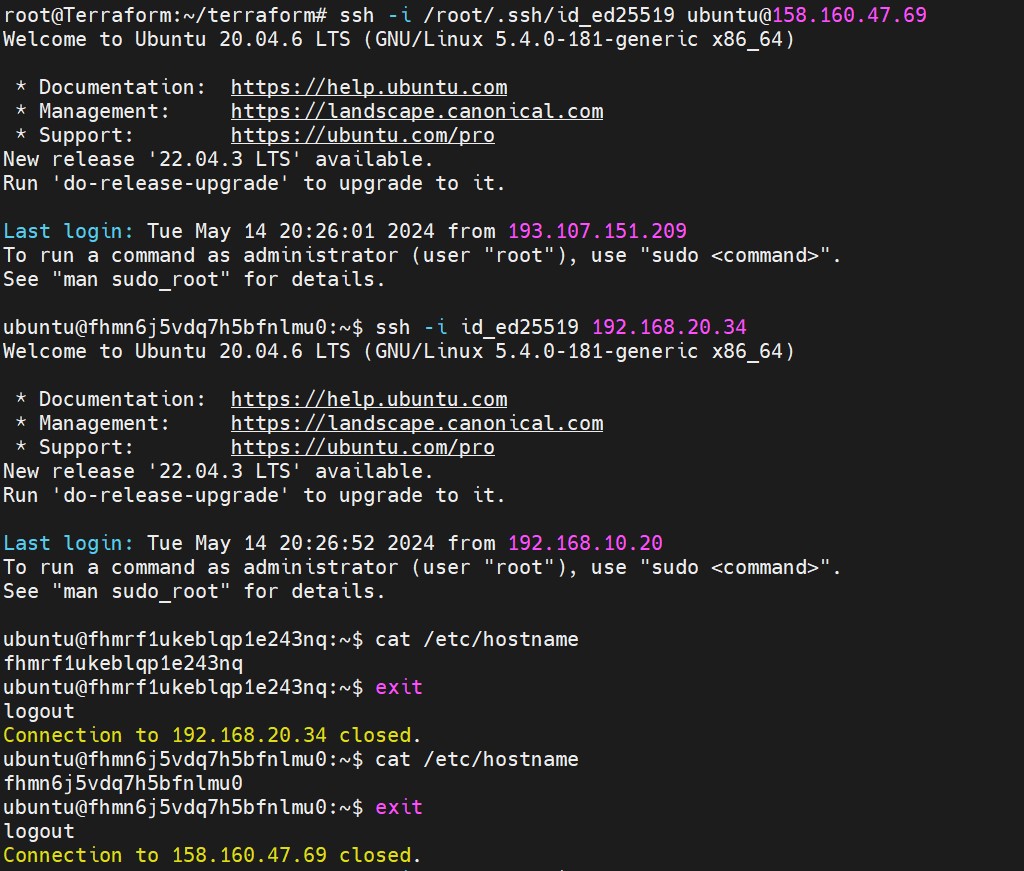 root@Terraform:~/terraform# ssh -i /root/.ssh/id_ed25519 ubuntu@158.160.47.69
Welcome to Ubuntu 20.04.6 LTS (GNU/Linux 5.4.0-181-generic x86_64)
* Documentation:  https://help.ubuntu.com
* Management:     https://landscape.canonical.com
* Support:        https://ubuntu.com/pro
New release '22.04.3 LTS' available.
Run 'do-release-upgrade' to upgrade to it.
Last login: Tue May 14 20:26:01 2024 from 193.107.151.209
To run a command as administrator (user "root"), use "sudo <command>".
See "man sudo_root" for details.
ubuntu@fhmn6j5vdq7h5bfnlmu0:~$ ssh -i id_ed25519 192.168.20.34
Welcome to Ubuntu 20.04.6 LTS (GNU/Linux 5.4.0-181-generic x86_64)
* Documentation:  https://help.ubuntu.com
* Management:     https://landscape.canonical.com
* Support:        https://ubuntu.com/pro
New release '22.04.3 LTS' available.
Run 'do-release-upgrade' to upgrade to it.
Last login: Tue May 14 20:26:52 2024 from 192.168.10.20
To run a command as administrator (user "root"), use "sudo <command>".
See "man sudo_root" for details.
ubuntu@fhmrf1ukeblqp1e243nq:~$ cat /etc/hostname
fhmrf1ukeblqp1e243nq
ubuntu@fhmrf1ukeblqp1e243nq:~$ exit
logout
Connection to 192.168.20.34 closed.
ubuntu@fhmn6j5vdq7h5bfnlmu0:~$ cat /etc/hostname
fhmn6j5vdq7h5bfnlmu0
ubuntu@fhmn6j5vdq7h5bfnlmu0:~$ exit
logout
Connection to 158.160.47.69 closed.